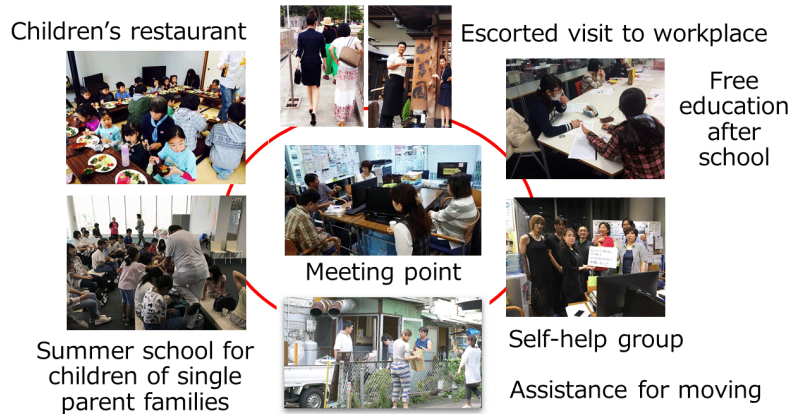 Children’s restaurant
Escorted visit to workplace
Free
education
after
school
Meeting point
Summer school for
children of single
parent families
Self-help group
Assistance for moving